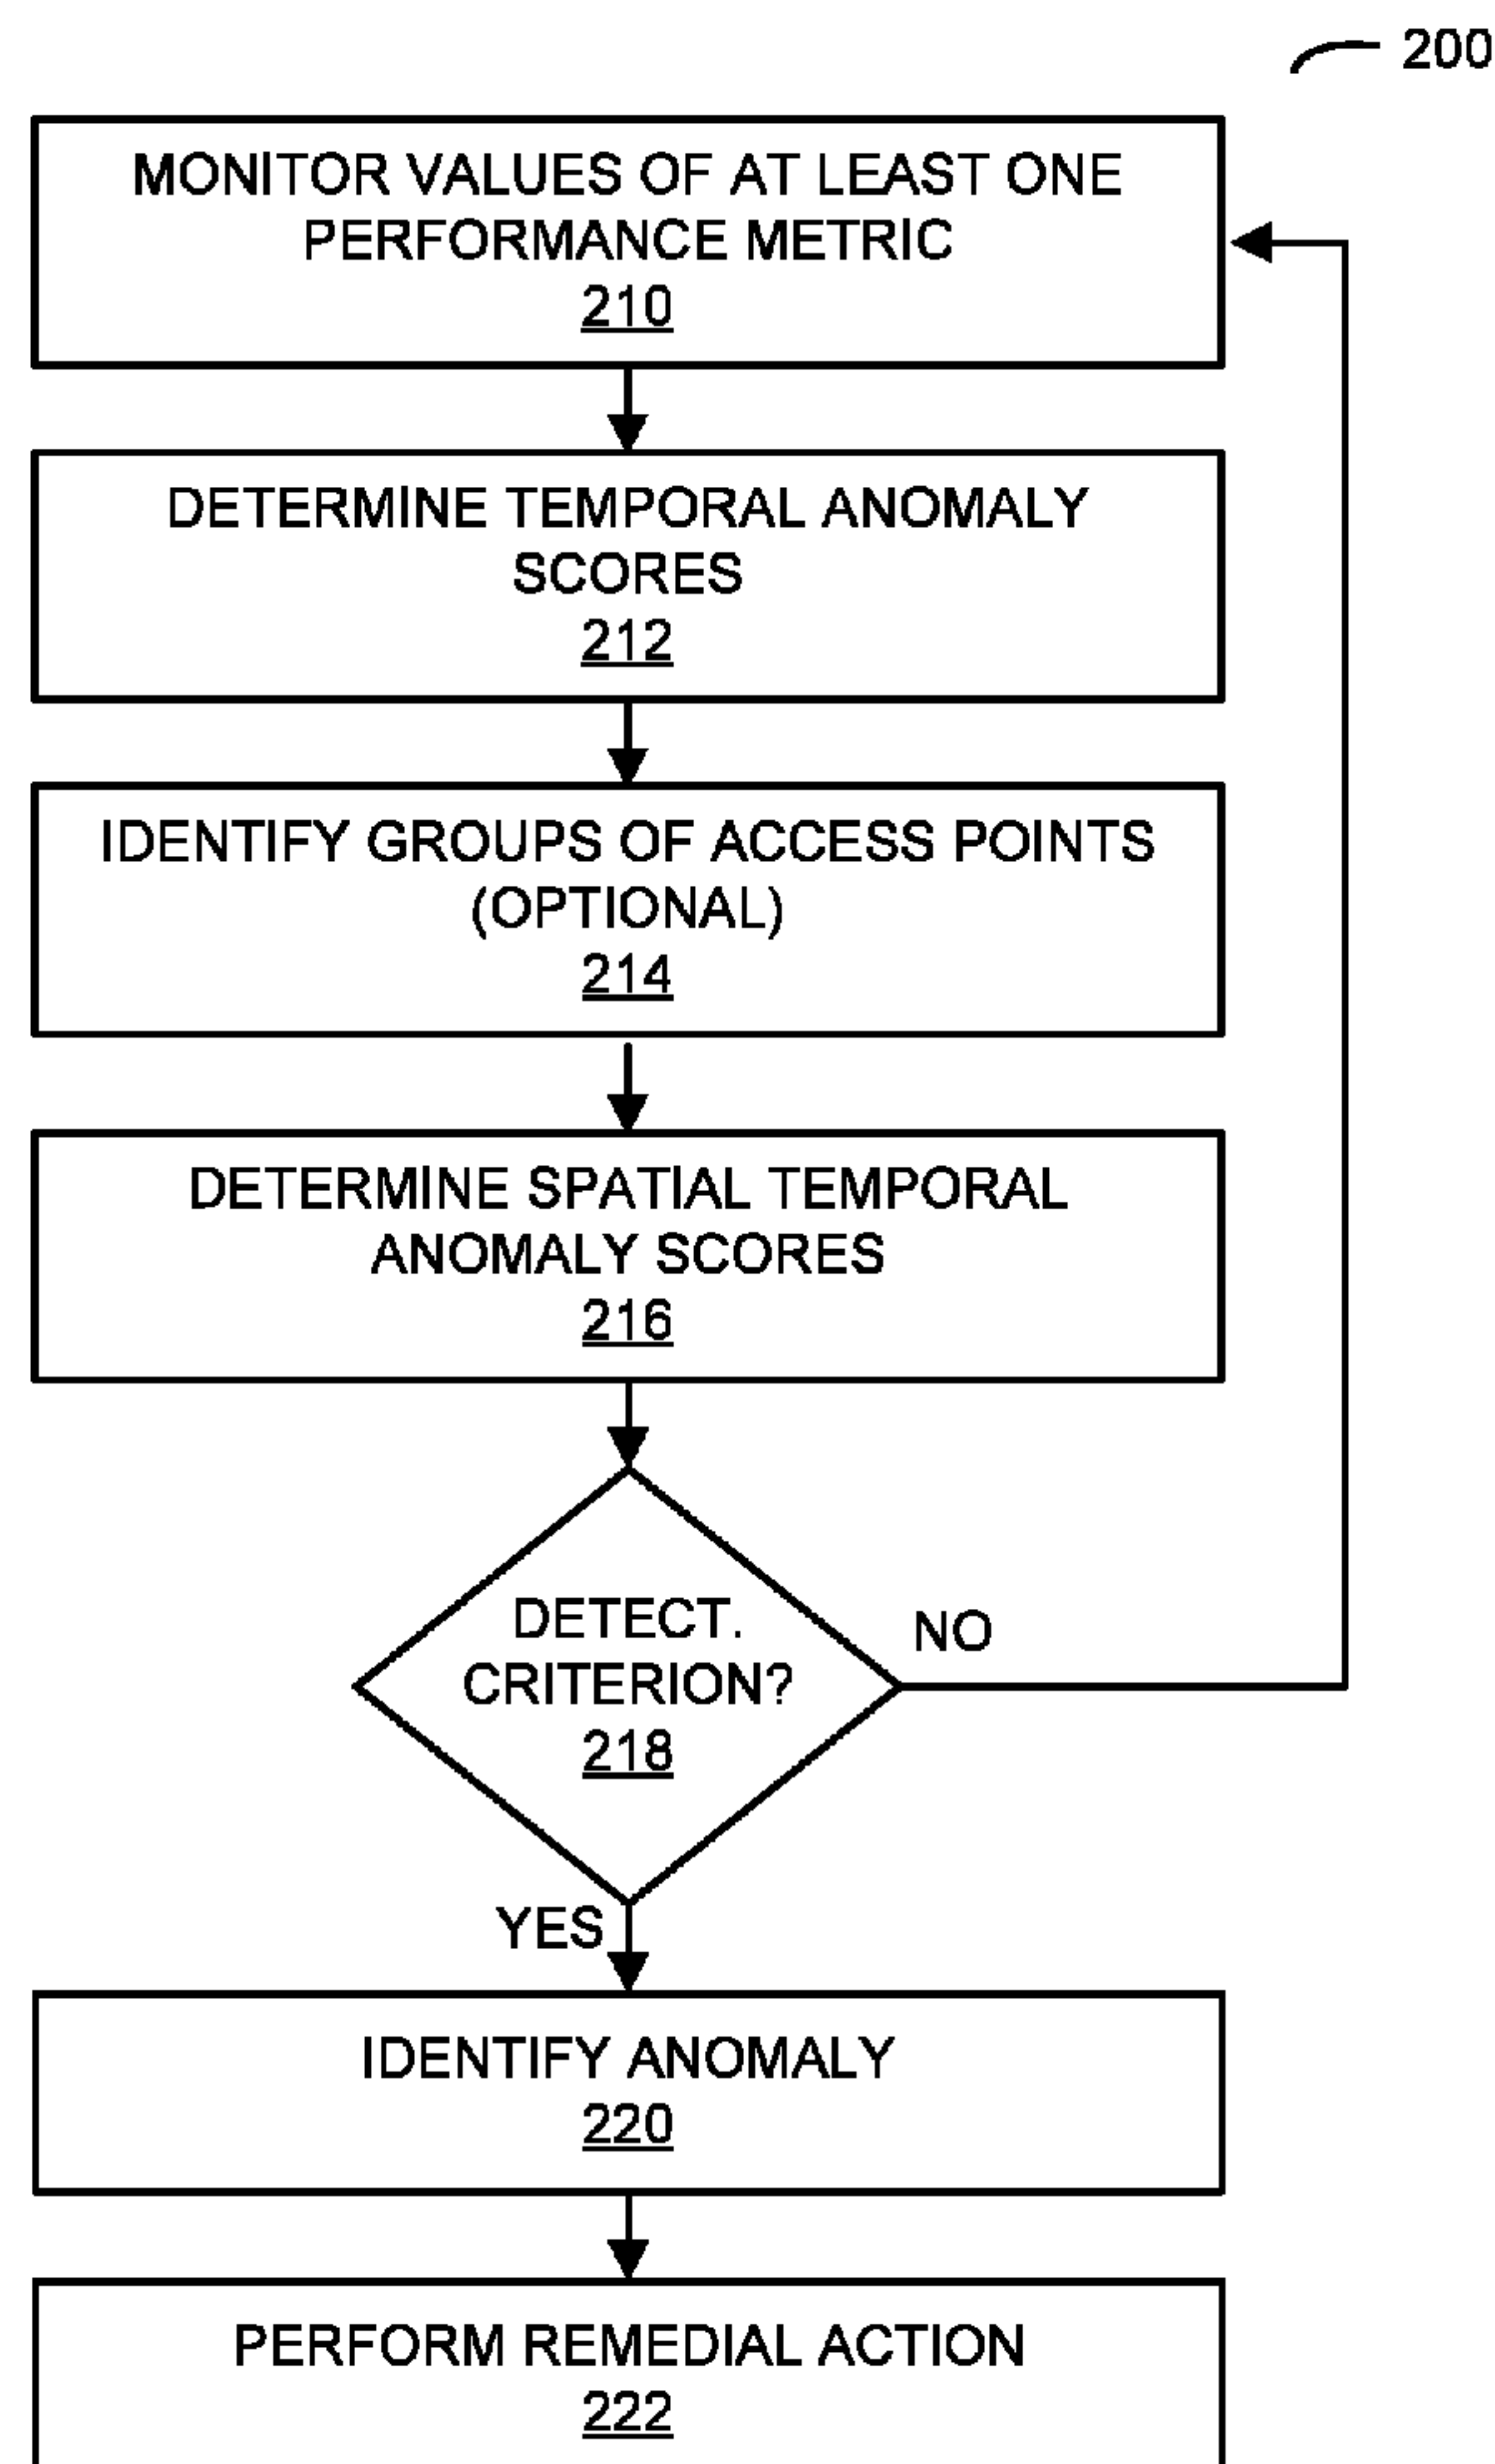 200
MONITOR VALUES OF AT LEAST ONE
PERFORMANCE METRIC
210
DETERMINE TEMPORAL ANOMALY
SCORES
212
IDENTIFY GROUPS OF ACCESS POINTS
(OPTIONAL)
214
DETERMINE SPATIAL TEMPORAL
ANOMALY SCORES
216
DETECT.
CRITERION?
218
NO
YES
IDENTIFY ANOMALY
220
PERFORM REMEDIAL ACTION
222